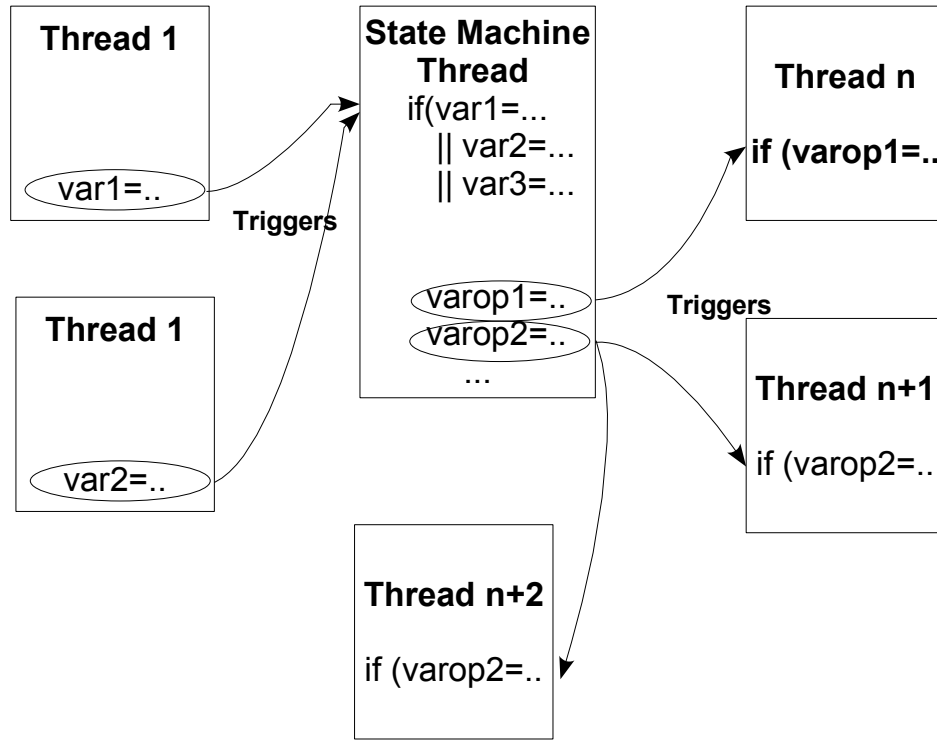 Thread 1
var1=..
Triggers
Thread 1
var2=..
State Machine
Thread
if(var1=...
|| var2=...
|| var3=...
varop1=..
varop2=..
...
Thread n
if (varop1=..
Triggers
Thread n+1
if (varop2=..
Thread n+2
if (varop2=..